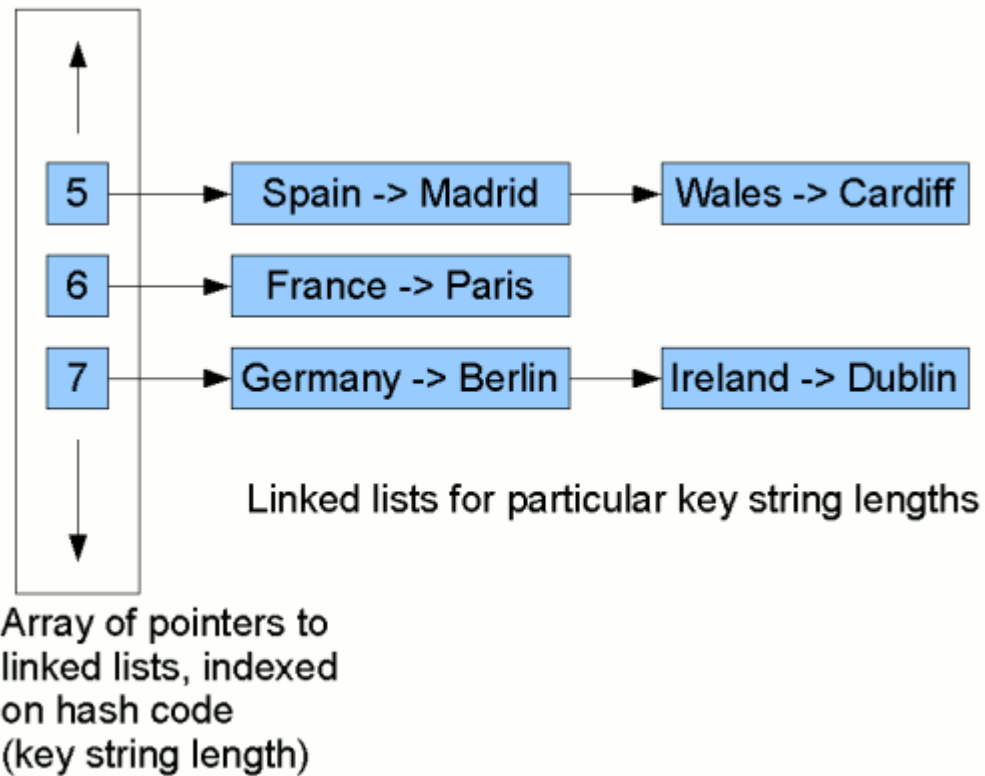 5 Spain -> Madrid Wales -> Cardiff
6 France -> Paris
7 Germany -> Berlin Ireland -> Dublin
Linked lists for particular key string lengths
Array of pointers to
linked lists, indexed
on hash code
(key string length)